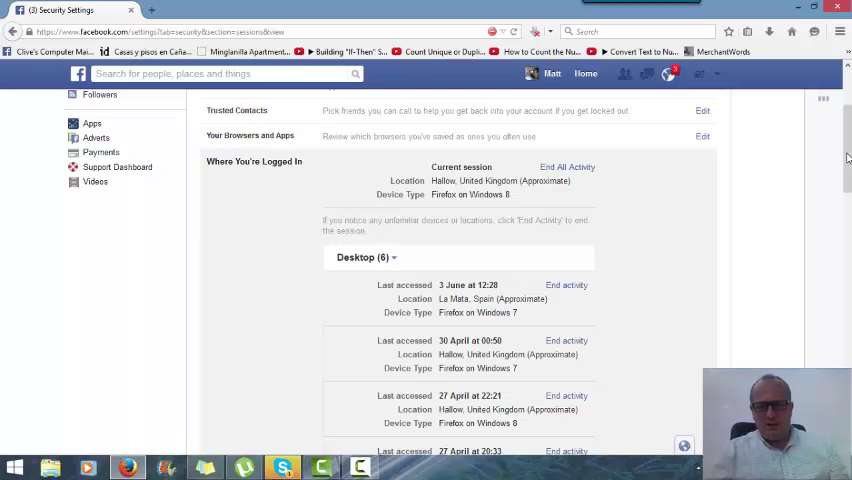 (3) Security Settings
https://www.facebook.com/settings?tab=security&section=sessions&view
Search
Clive's Computer Mai...
Casas y pisos en Caña...
Minglanilla Apartment...
Building "If-Then" S...
Count Unique or Dupli...
How to Count the Nu...
Convert Text to Nu...
MerchantWords
Search for people, places and things
Matt
Home
3
Followers
Apps
Adverts
Payments
Support Dashboard
Videos
Trusted Contacts
Pick friends you can call to help you get back into your account if you get locked out.
Edit
Your Browsers and Apps
Review which browsers you've saved as ones you often use
Edit
Where You're Logged In
Current session
End All Activity
Location Hallow, United Kingdom (Approximate)
Device Type Firefox on Windows 8
If you notice any unfamiliar devices or locations, click 'End Activity' to end
the session.
Desktop (6)
Last accessed 3 June at 12:28 End activity
Location La Mata, Spain (Approximate)
Device Type Firefox on Windows 7
Last accessed 30 April at 00:50 End activity
Location Hallow, United Kingdom (Approximate)
Device Type Firefox on Windows 7
Last accessed 27 April at 22:21 End activity
Location Hallow, United Kingdom (Approximate)
Device Type Firefox on Windows 8
Last accessed 27 April at 20:33 End activity